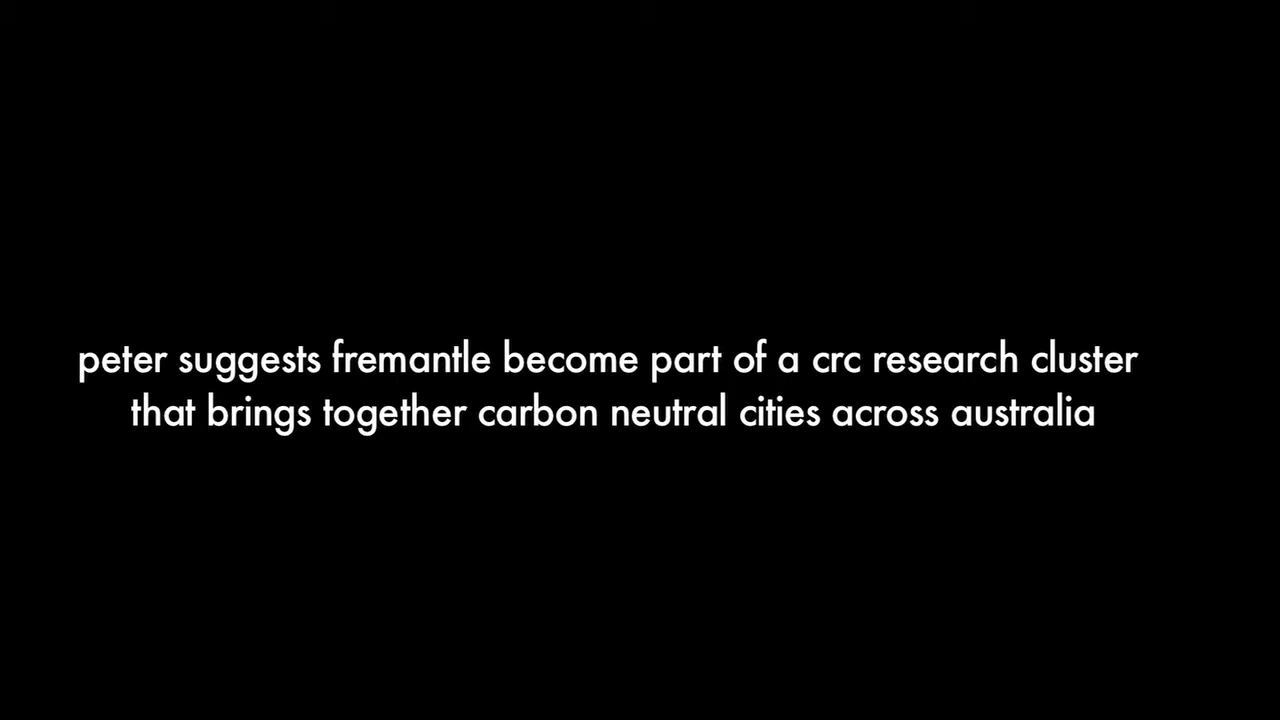 peter suggests fremantle become part of a crc research cluster
that brings together carbon neutral cities across australia